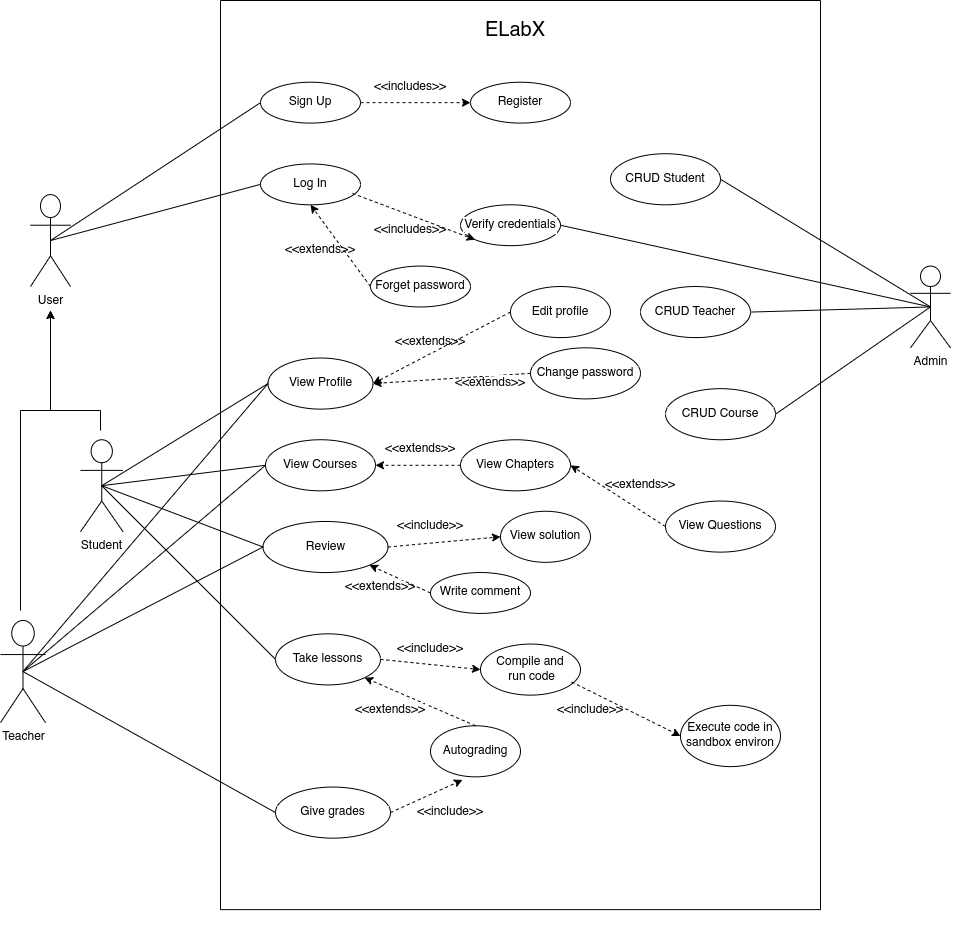 ELabX
<<includes>>
Sign Up
Register
CRUD Student
Log In
Verify credentials
<<includes>>
<<extends>>
Forget password
User
Edit profile
CRUD Teacher
<<extends>>
Admin
View Profile
Change password
<<extends>>
CRUD Course
<<extends>>
View Courses
View Chapters
<<extends>>
View Questions
<<include>>
View solution
Student
Review
<<extends>>
Write comment
<<include>>
Take lessons
Compile and
run code
<<extends>>
<<include>>
Teacher
Execute code in
sandbox environ
Autograding
Give grades
<<include>>